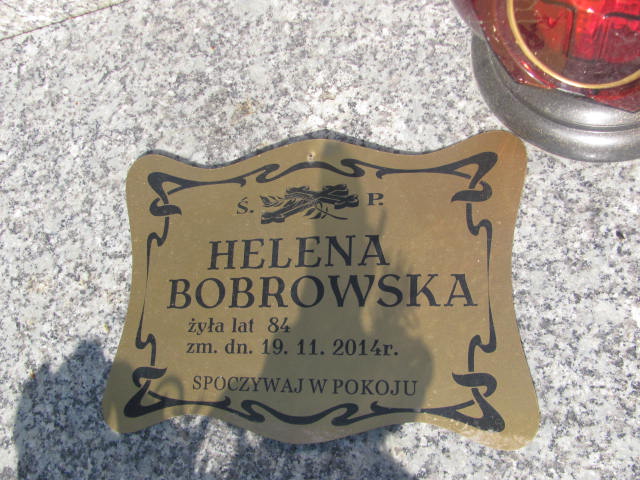 Ś. P.
HELENA
BOBROWSKA
żyła lat 84
zm. dn. 19. 11. 2014r.
SPOCZYWAJ W POKOJU